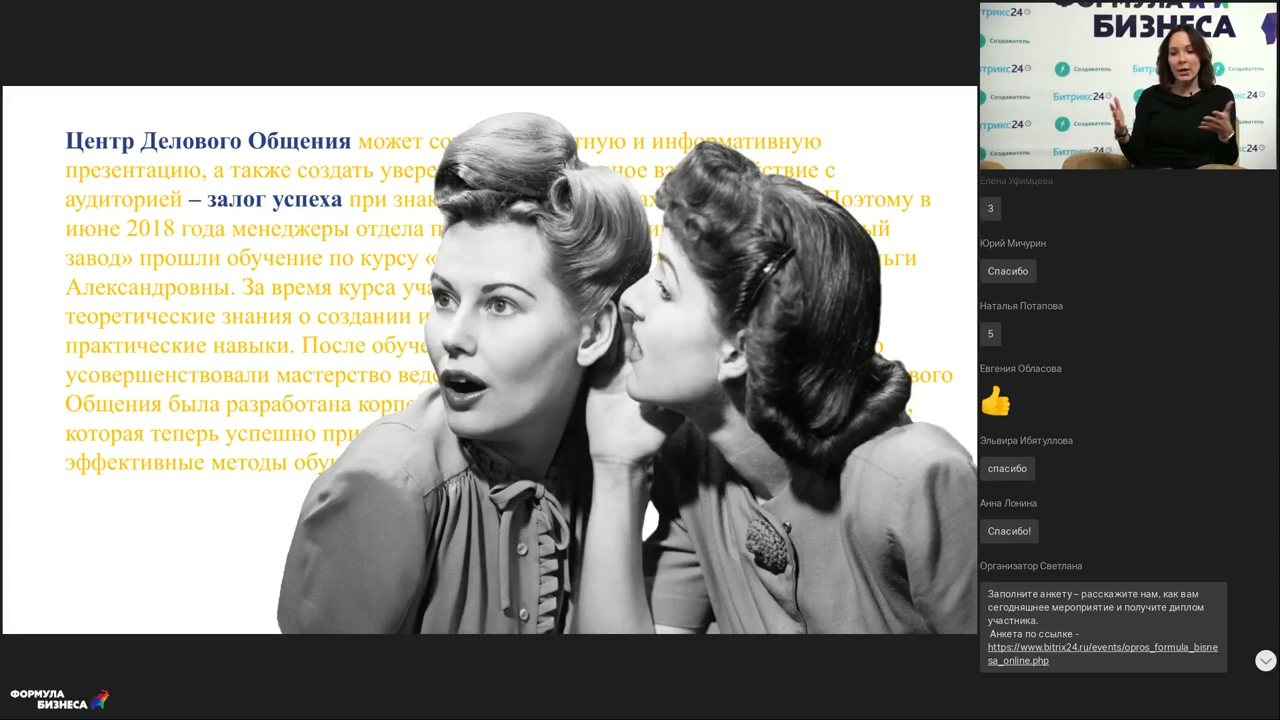 Центр Делового Общения может со тную и информативную
презентацию, а также создать увере ное вз ствие с
аудиторией – залог успеха при знак Поэтому в
июне 2018 года менеджеры отдела п ый
завод» прошли обучение по курсу « ьги
Александровны. За время курса уча
теоретические знания о создании и
практические навыки. После обуче
усовершенствовали мастерство вед вого
Общения была разработана корпо
которая теперь успешно при
эффективные методы обу
ФОРМУЛА
БИЗНЕСА
ФОРМУЛА
БИЗНЕСА
Битрикс24
Создаватель
Елена Уфимцева
3
Юрий Мичурин
Спасибо
Наталья Потапова
5
Евгения Обласова
Эльвира Ибятуллова
спасибо
Анна Лонина
Спасибо!
Организатор Светлана
Заполните анкету – расскажите нам, как вам
сегодняшнее мероприятие и получите диплом
участника.
Анкета по ссылке -
https://www.bitrix24.ru/events/opros_formula_bisne
sa_online.php